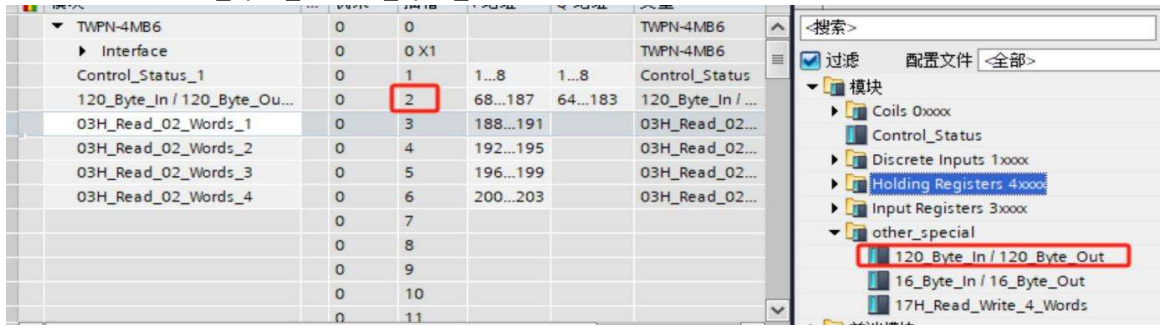 TWPN-4MB6 0 0 TWPN-4MB6
Interface 0 0 X1 TWPN-4MB6
Control_Status_1 0 1 1...8 1...8 Control_Status
120_Byte_In / 120_Byte_Ou... 0 2 68...187 64...183 120_Byte_In / ...
03H_Read_02_Words_1 0 3 188...191 03H_Read_02...
03H_Read_02_Words_2 0 4 192...195 03H_Read_02...
03H_Read_02_Words_3 0 5 196...199 03H_Read_02...
03H_Read_02_Words_4 0 6 200...203 03H_Read_02...
0 7
0 8
0 9
0 10
0 11
<搜索>
过滤 配置文件 <全部>
模块
Coils 0xxxx
Control_Status
Discrete Inputs 1xxxx
Holding Registers 4xxxx
Input Registers 3xxxx
other_special
120_Byte_In / 120_Byte_Out
16_Byte_In / 16_Byte_Out
17H_Read_Write_4_Words